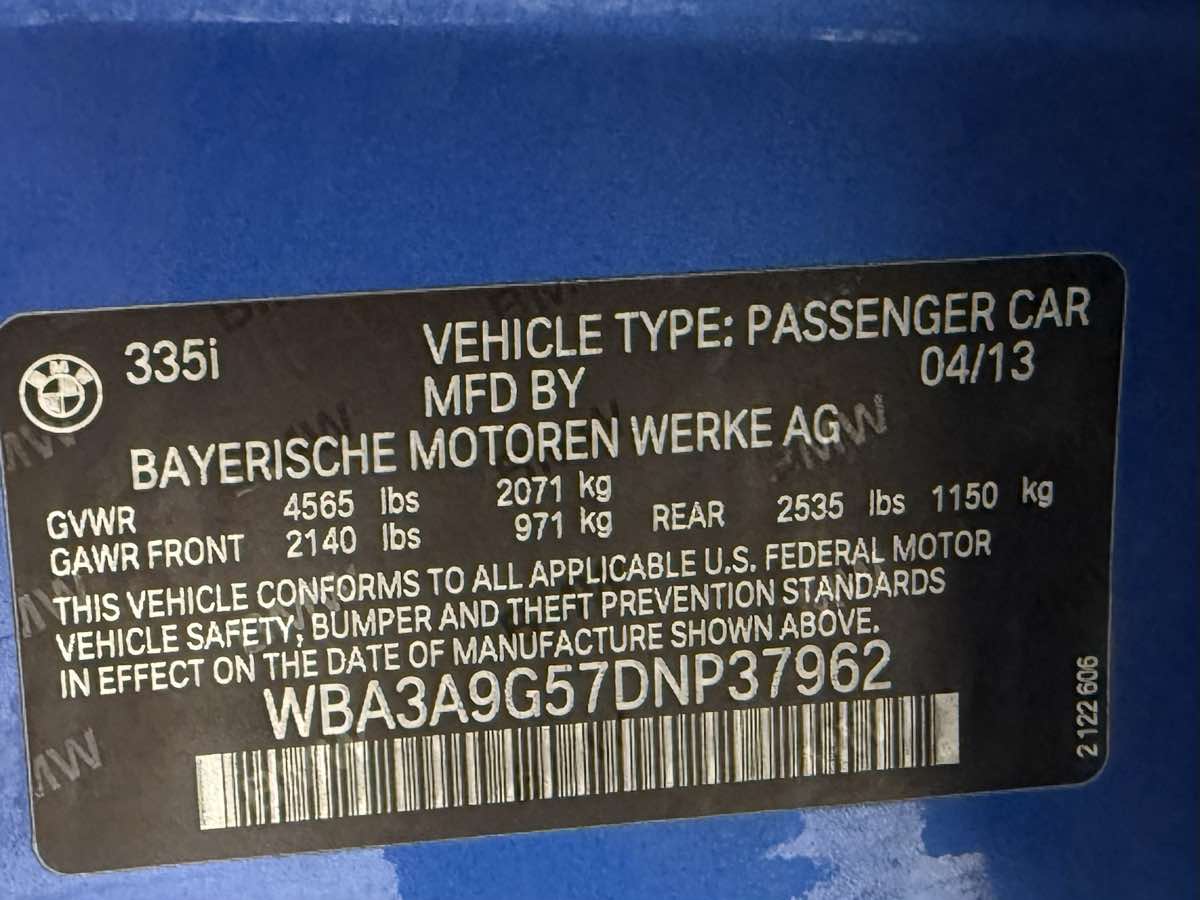 335i
VEHICLE TYPE: PASSENGER CAR
MFD BY 04/13
BAYERISCHE MOTOREN WERKE AG
GVWR 4565 lbs 2071 kg
GAWR FRONT 2140 lbs 971 kg REAR 2535 lbs 1150 kg
THIS VEHICLE CONFORMS TO ALL APPLICABLE U.S. FEDERAL MOTOR
VEHICLE SAFETY, BUMPER AND THEFT PREVENTION STANDARDS
IN EFFECT ON THE DATE OF MANUFACTURE SHOWN ABOVE.
WBA3A9G57DNP37962
2 122 606
BMW